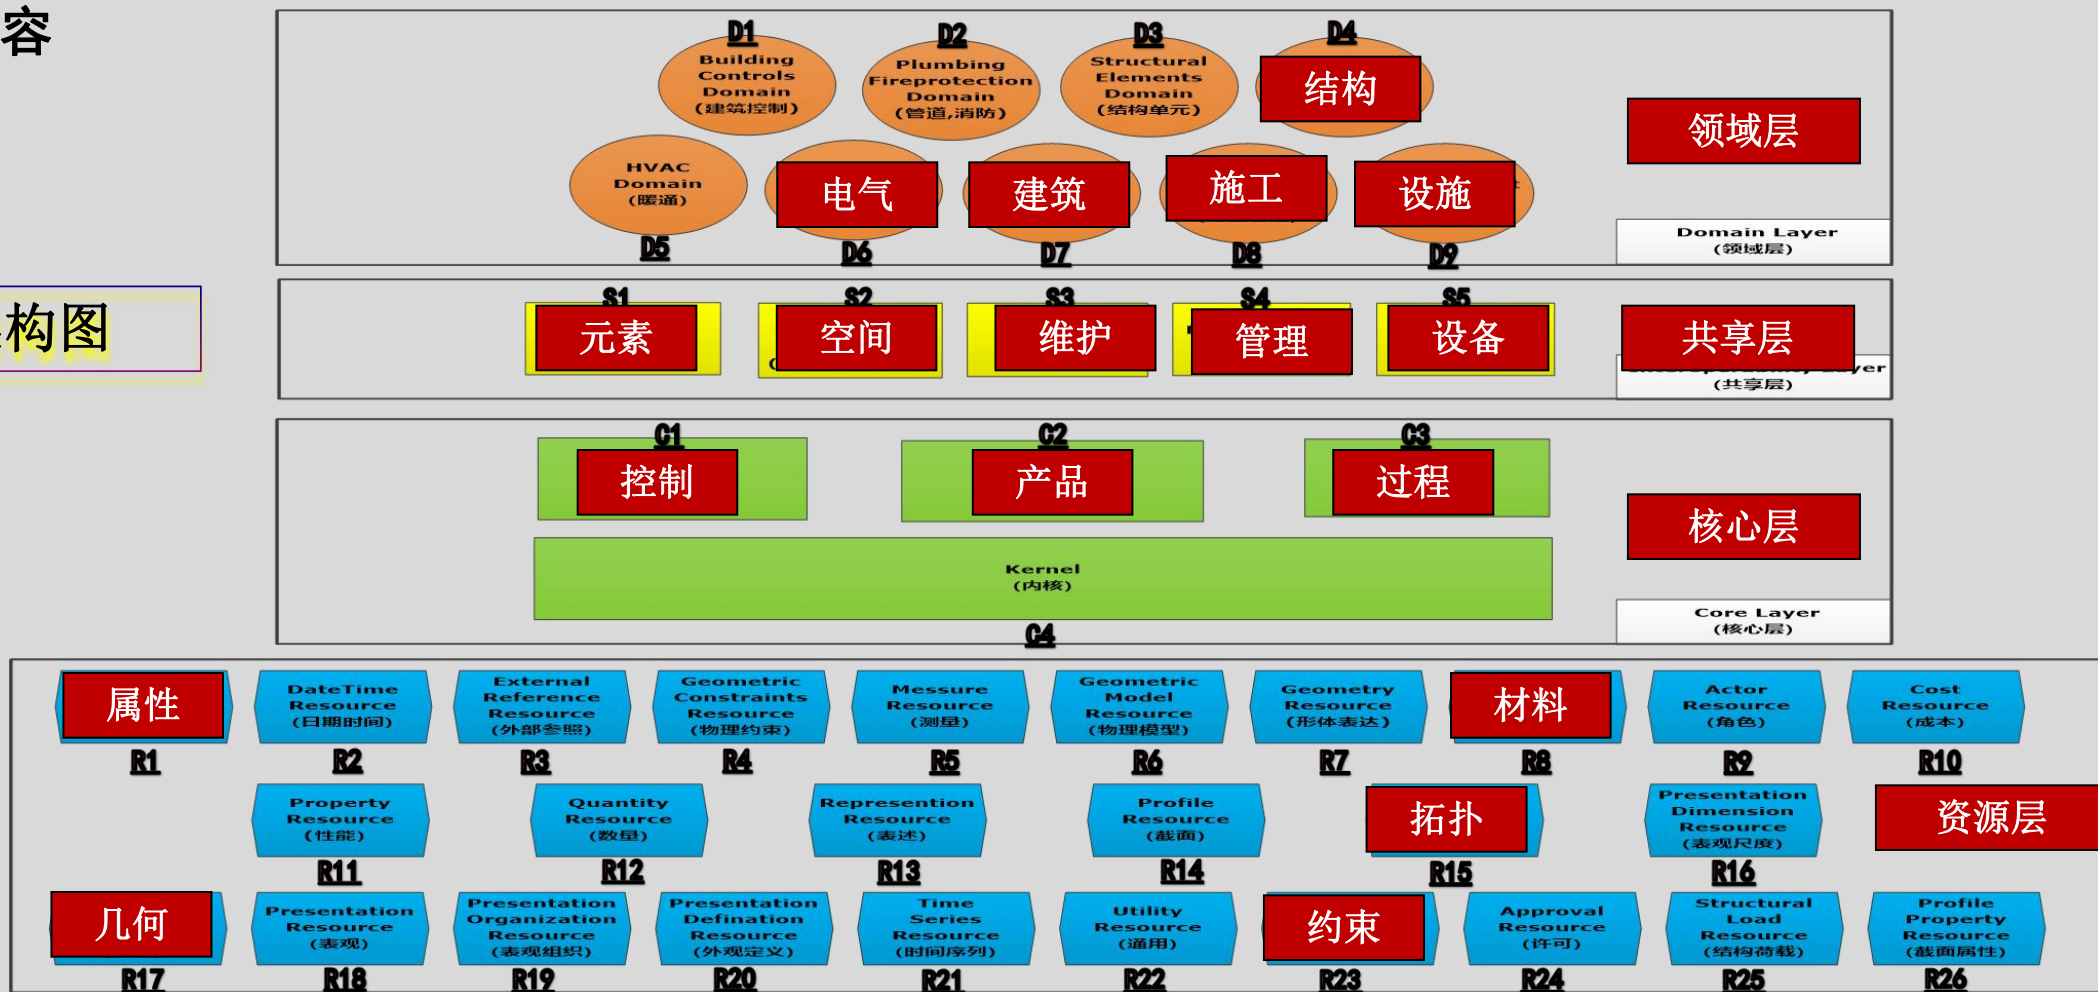 容
D1
Building
Controls
Domain
(建筑控制)
D2
Plumbing
Fireprotection
Domain
(管道,消防)
D3
Structural
Elements
Domain
(结构单元)
D4
结构
领域层
HVAC
Domain
(暖通)
D5
电气
D6
建筑
D7
施工
D8
设施
D9
Domain Layer
(领域层)
构图
S1
元素
S2
空间
S3
维护
S4
管理
S5
设备
共享层
(共享层)
C1
控制
C2
产品
C3
过程
核心层
Kernel
(内核)
C4
Core Layer
(核心层)
属性
R1
DateTime
Resource
(日期时间)
R2
External
Reference
Resource
(外部参照)
R3
Geometric
Constraints
Resource
(物理约束)
R4
Messure
Resource
(测量)
R5
Geometric
Model
Resource
(物理模型)
R6
Geometry
Resource
(形体表达)
R7
材料
R8
Actor
Resource
(角色)
R9
Cost
Resource
(成本)
R10
Property
Resource
(性能)
R11
Quantity
Resource
(数量)
R12
Represention
Resource
(表述)
R13
Profile
Resource
(截面)
R14
拓扑
R15
Presentation
Dimension
Resource
(表观尺度)
R16
资源层
几何
R17
Presentation
Resource
(表观)
R18
Presentation
Organization
Resource
(表观组织)
R19
Presentation
Defination
Resource
(外观定义)
R20
Time
Series
Resource
(时间序列)
R21
Utility
Resource
(通用)
R22
约束
R23
Approval
Resource
(许可)
R24
Structural
Load
Resource
(结构荷载)
R25
Profile
Property
Resource
(截面属性)
R26